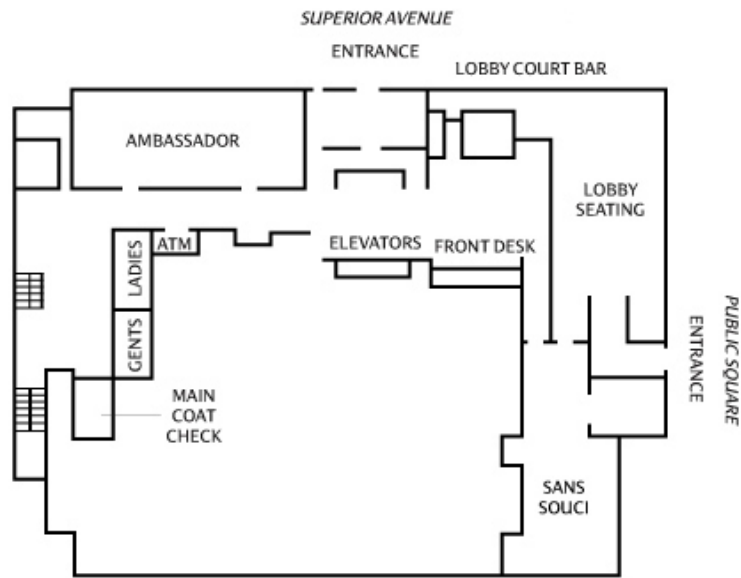 SUPERIOR AVENUE
ENTRANCE
LOBBY COURT BAR
AMBASSADOR
LOBBY
SEATING
LADIES
ATM
ELEVATORS
FRONT DESK
GENTS
PUBLIC SQUARE
ENTRANCE
MAIN
COAT
CHECK
SANS
SOUCI